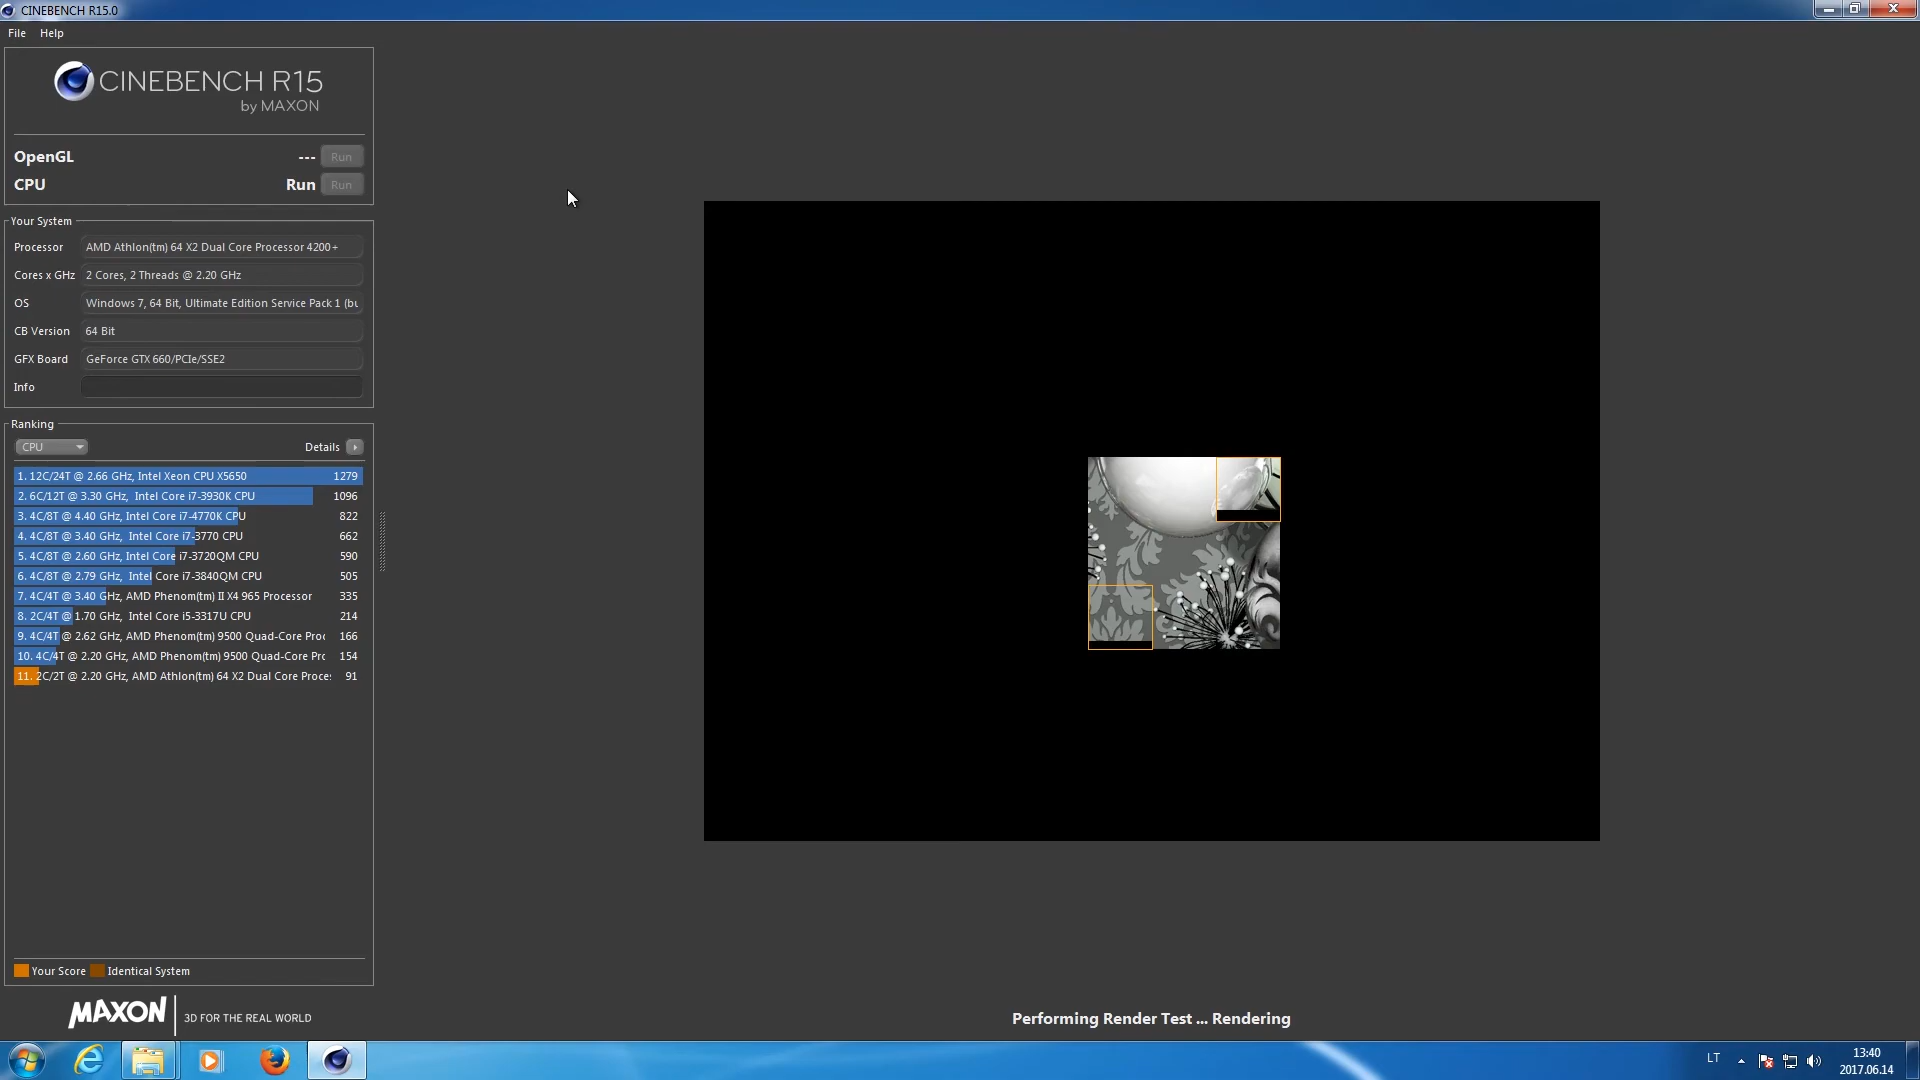 CINEBENCH R15.0
File Help
CINEBENCH R15
by MAXON
OpenGL --- Run
CPU Run Run
Your System
Processor AMD Athlon(tm) 64 X2 Dual Core Processor 4200+
Cores x GHz 2 Cores, 2 Threads @ 2.20 GHz
OS Windows 7, 64 Bit, Ultimate Edition Service Pack 1 (bu
CB Version 64 Bit
GFX Board GeForce GTX 660/PCIe/SSE2
Info
Ranking
CPU Details
1. 12C/24T @ 2.66 GHz, Intel Xeon CPU X5650 1279
2. 6C/12T @ 3.30 GHz, Intel Core i7-3930K CPU 1096
3. 4C/8T @ 4.40 GHz, Intel Core i7-4770K CPU 822
4. 4C/8T @ 3.40 GHz, Intel Core i7-3770 CPU 662
5. 4C/8T @ 2.60 GHz, Intel Core i7-3720QM CPU 590
6. 4C/8T @ 2.79 GHz, Intel Core i7-3840QM CPU 505
7. 4C/4T @ 3.40 GHz, AMD Phenom(tm) II X4 965 Processor 335
8. 2C/4T @ 1.70 GHz, Intel Core i5-3317U CPU 214
9. 4C/4T @ 2.62 GHz, AMD Phenom(tm) 9500 Quad-Core Proc 166
10. 4C/4T @ 2.20 GHz, AMD Phenom(tm) 9500 Quad-Core Prc 154
11. 2C/2T @ 2.20 GHz, AMD Athlon(tm) 64 X2 Dual Core Proces 91
Your Score Identical System
MAXON 3D FOR THE REAL WORLD
Performing Render Test ... Rendering
LT 13:40
2017.06.14